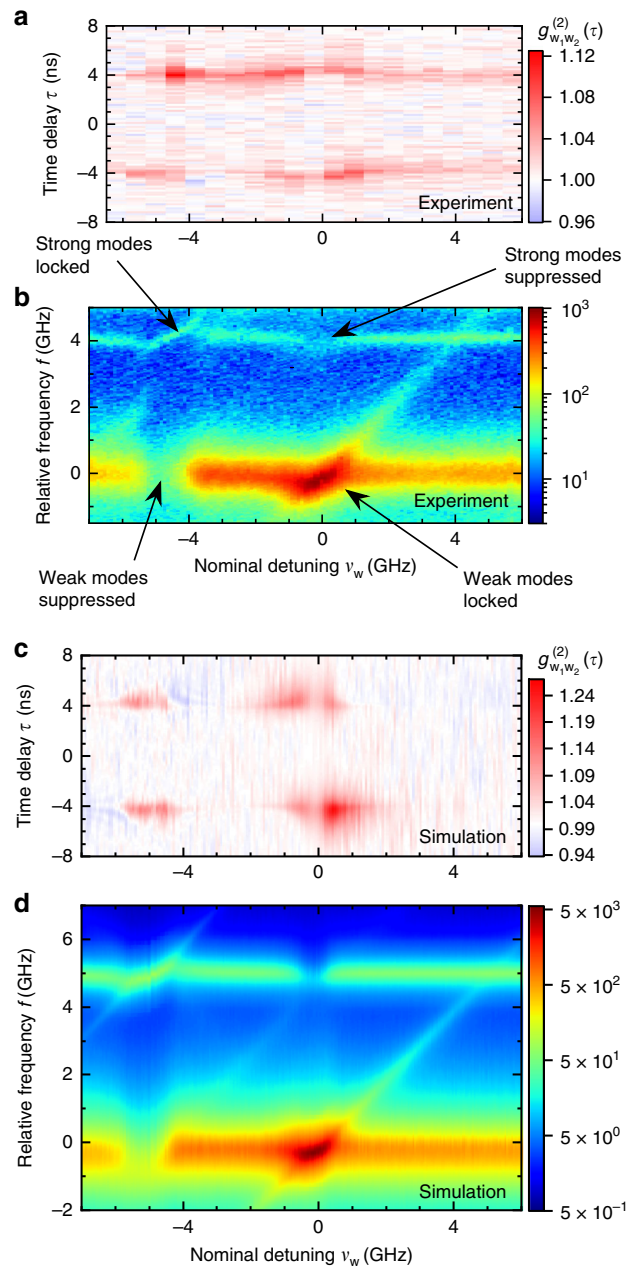 a
g(2)w1w2(τ)
8
4
0
−4
−8
Time delay τ (ns)
1.12
1.08
1.04
1.00
0.96
Experiment
−4
0
4
Strong modes
locked
Strong modes
suppressed
b
4
2
0
Relative frequency f (GHz)
10³
10²
10¹
Experiment
−4
0
4
Weak modes
suppressed
Nominal detuning νw (GHz)
Weak modes
locked
c
g(2)w1w2(τ)
8
4
0
−4
−8
Time delay τ (ns)
1.24
1.19
1.14
1.09
1.04
0.99
0.94
Simulation
−4
0
4
d
6
4
2
0
−2
Relative frequency f (GHz)
5 × 10³
5 × 10²
5 × 10¹
5 × 10⁰
5 × 10⁻¹
Simulation
−4
0
4
Nominal detuning νw (GHz)